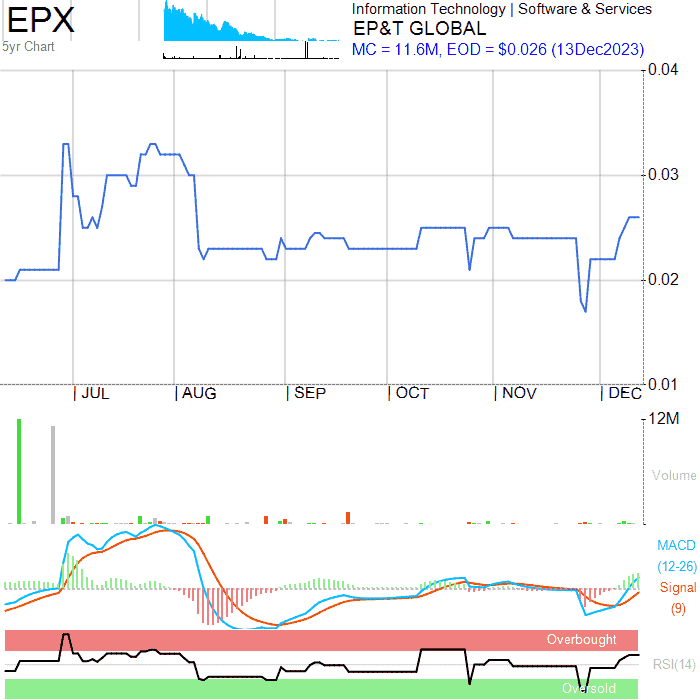 EPX
5yr Chart
Information Technology | Software & Services
EP&T GLOBAL
MC = 11.6M, EOD = $0.026 (13Dec2023)
0.04
0.03
0.02
0.01
| JUL | AUG | SEP | OCT | NOV | DEC
12M
Volume
MACD
(12-26)
Signal
(9)
Overbought
RSI(14)
Oversold